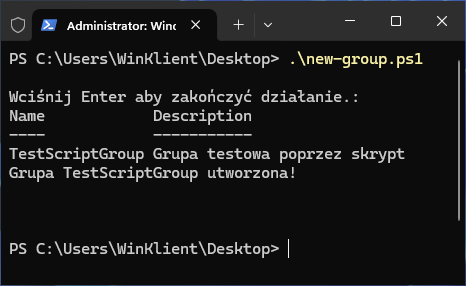 Administrator: Winc
PS C:\Users\WinKlient\Desktop> .\new-group.ps1
Wciśnij Enter aby zakończyć działanie.:
Name Description
---- -----------
TestScriptGroup Grupa testowa poprzez skrypt
Grupa TestScriptGroup utworzona!
PS C:\Users\WinKlient\Desktop>